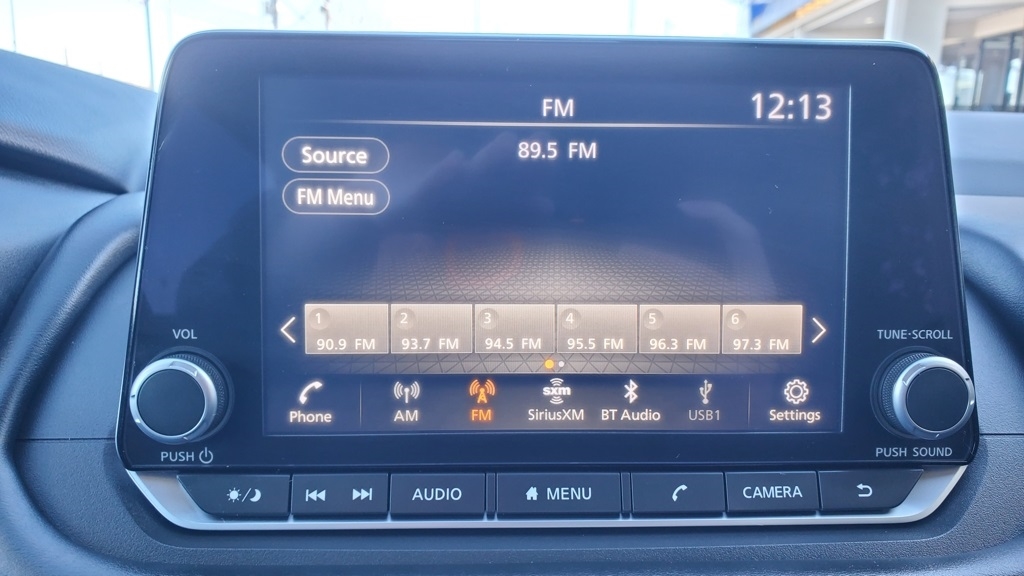 FM
12:13
Source
89.5 FM
FM Menu
1 2 3 4 5 6
90.9 FM 93.7 FM 94.5 FM 95.5 FM 96.3 FM 97.3 FM
VOL
TUNE·SCROLL
sxm
Phone AM FM SiriusXM BT Audio USB1 Settings
PUSH
PUSH SOUND
AUDIO MENU CAMERA